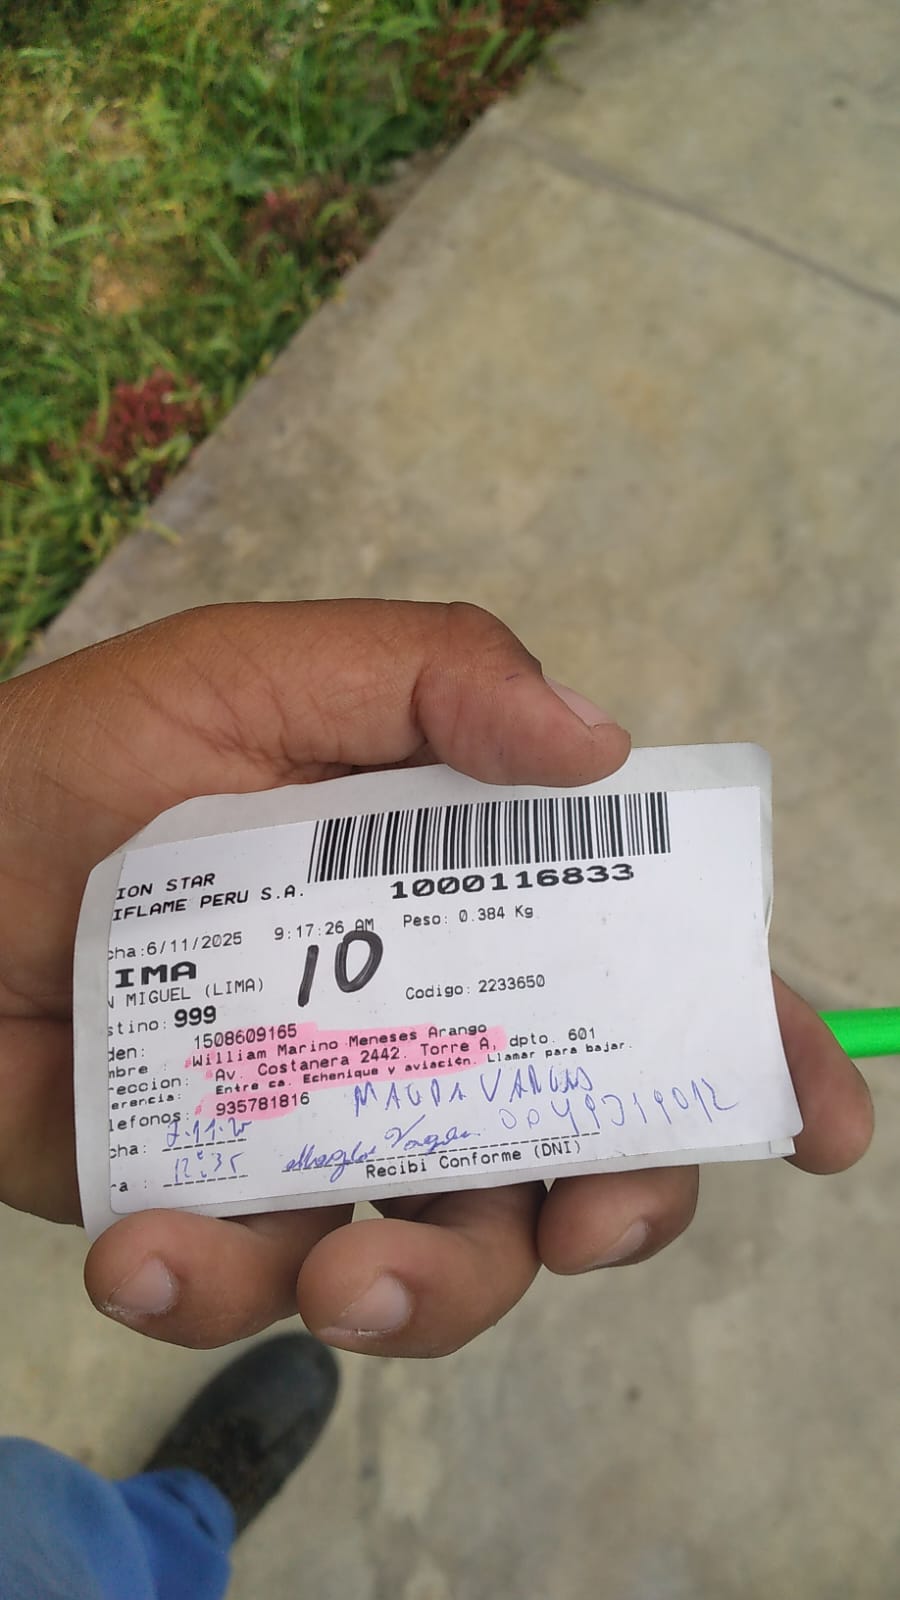 ION STAR
IFLAME PERU S.A.
1000116833
cha:6/11/2025 9:17:26 AM Peso: 0.384 Kg
IMA
10
N MIGUEL (LIMA)
Codigo: 2233650
stino: 999
den: 1508609165
mbre : William Marino Meneses Arango
reccion: Av. Costanera 2442. Torre A, dpto. 601
erencia: Entre ca. Echenique y aviación. Llamar para bajar.
lefonos: 935781816
MAGDA VARGAS
cha:
12:35
a :
Recibi Conforme (DNI)